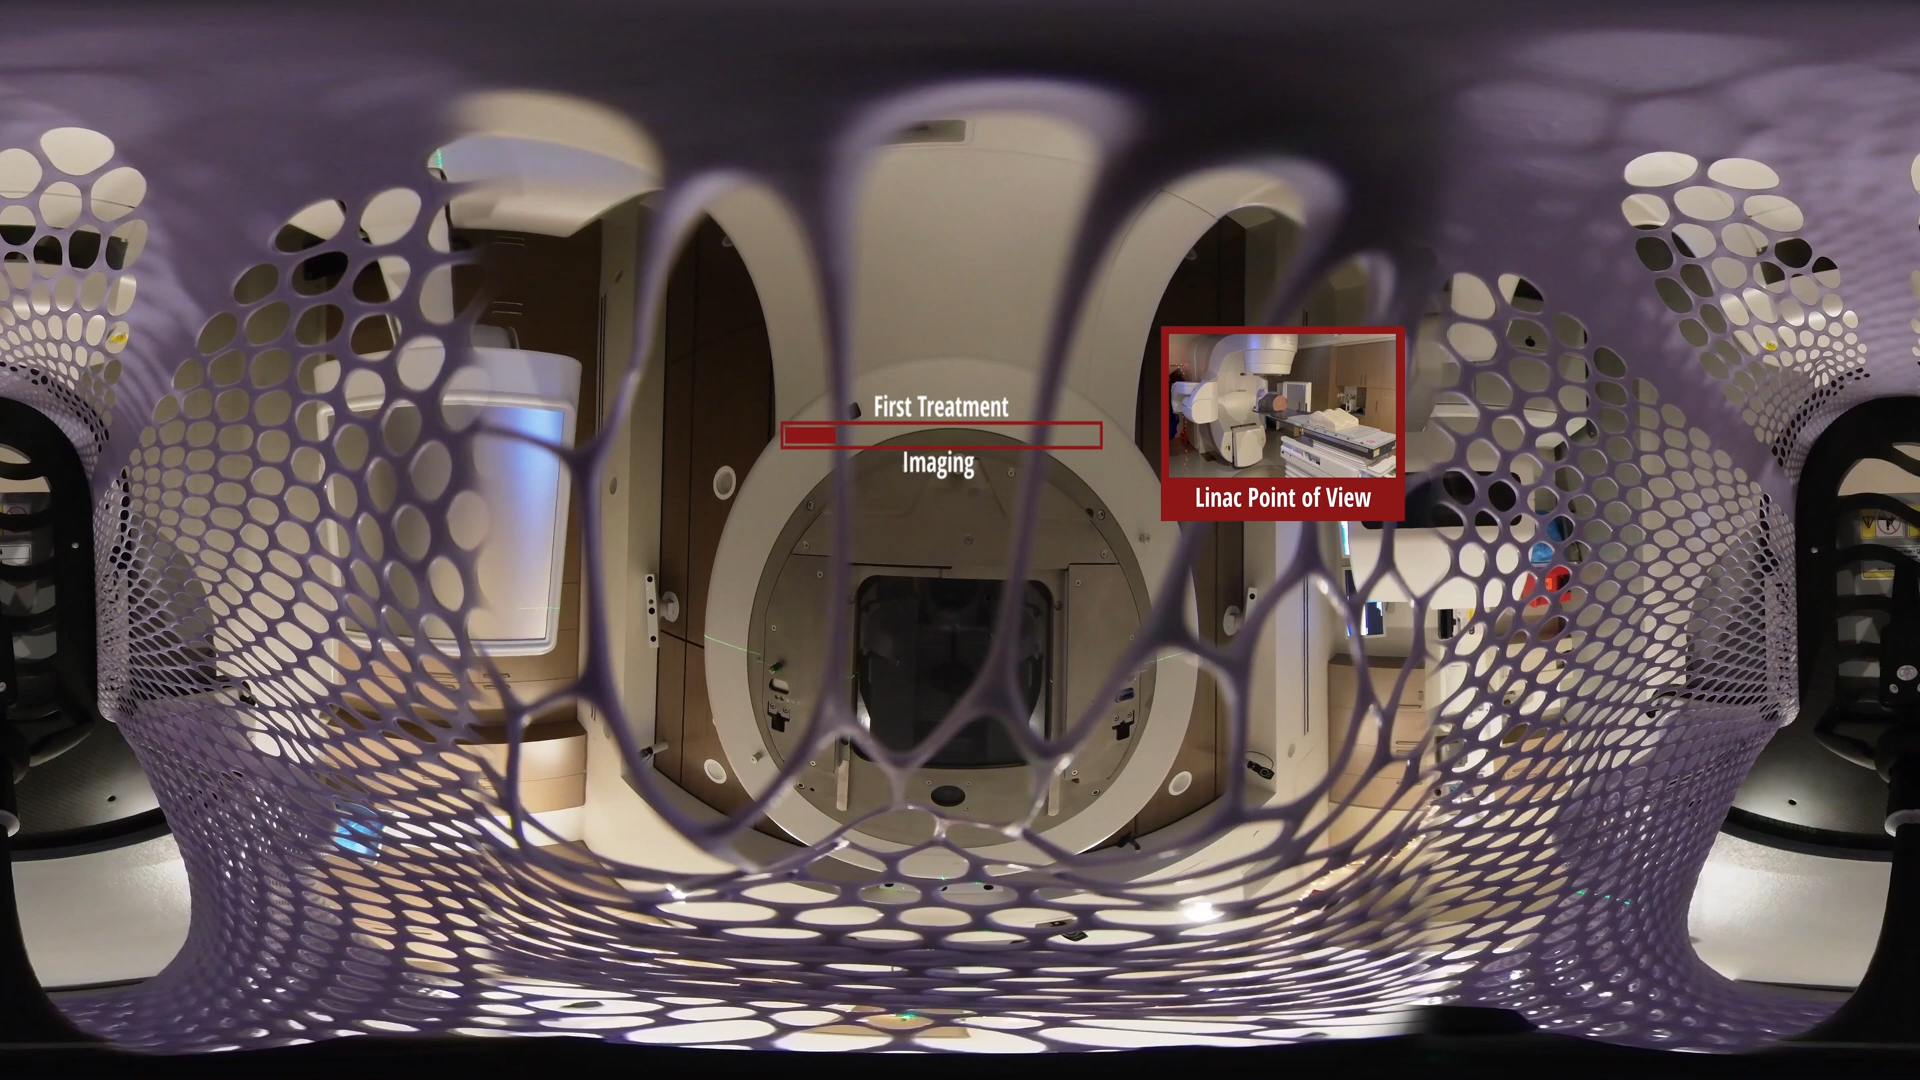 First Treatment
Imaging
Linac Point of View